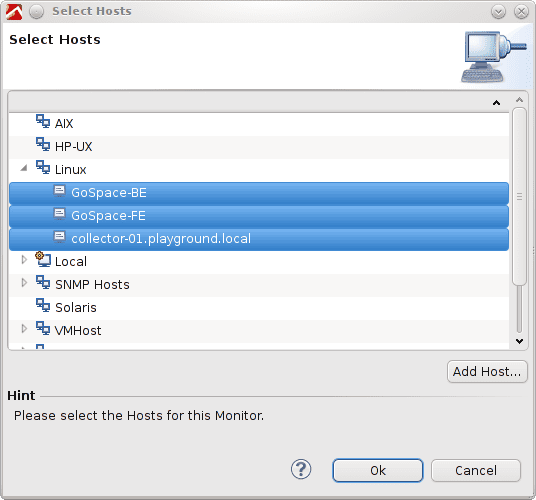 Select Hosts
Select Hosts
AIX
HP-UX
Linux
GoSpace-BE
GoSpace-FE
collector-01.playground.local
Local
SNMP Hosts
Solaris
VMHost
Add Host...
Hint
Please select the Hosts for this Monitor.
?
Ok
Cancel